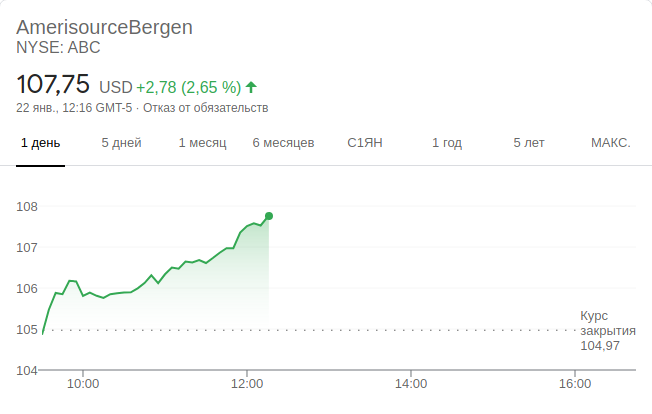 AmerisourceBergen
NYSE: ABC
107,75 USD +2,78 (2,65 %)
22 янв., 12:16 GMT-5 · Отказ от обязательств
1 день 5 дней 1 месяц 6 месяцев С1ЯН 1 год 5 лет МАКС.
108
107
106
105
104
Курс
закрытия
104,97
10:00 12:00 14:00 16:00